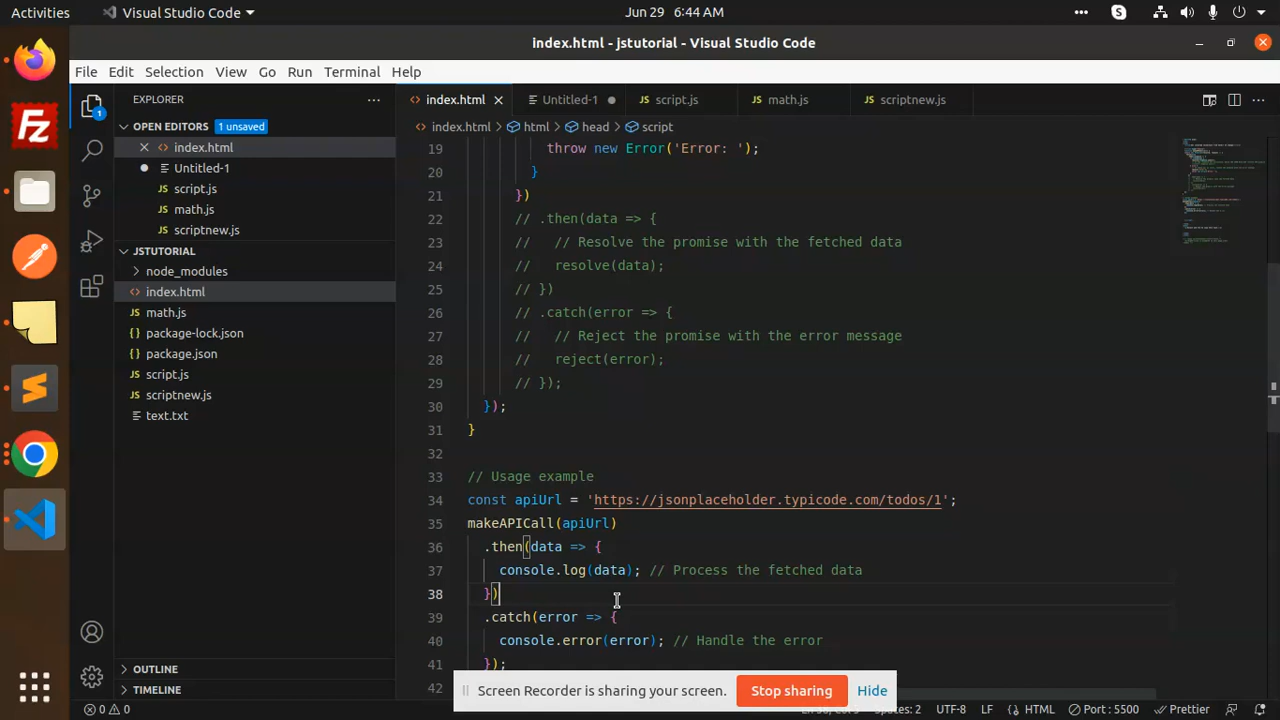 Activities
Visual Studio Code
Jun 29 6:44 AM
index.html - jstutorial - Visual Studio Code
File Edit Selection View Go Run Terminal Help
EXPLORER
index.html
Untitled-1
script.js
math.js
scriptnew.js
OPEN EDITORS
1 unsaved
index.html
Untitled-1
script.js
math.js
scriptnew.js
JSTUTORIAL
node_modules
index.html
math.js
package-lock.json
package.json
script.js
scriptnew.js
text.txt
OUTLINE
TIMELINE
index.html > html > head > script
19 throw new Error('Error: ');
20 }
21 })
22 // .then(data => {
23 //   // Resolve the promise with the fetched data
24 //   resolve(data);
25 // })
26 // .catch(error => {
27 //   // Reject the promise with the error message
28 //   reject(error);
29 // });
30 });
31 }
32
33 // Usage example
34 const apiUrl = 'https://jsonplaceholder.typicode.com/todos/1';
35 makeAPICall(apiUrl)
36 .then(data => {
37 console.log(data); // Process the fetched data
38 })
39 .catch(error => {
40 console.error(error); // Handle the error
41 });
42
Screen Recorder is sharing your screen.
Stop sharing
Hide
0 0
Spaces: 2
UTF-8
LF
HTML
Port : 5500
Prettier